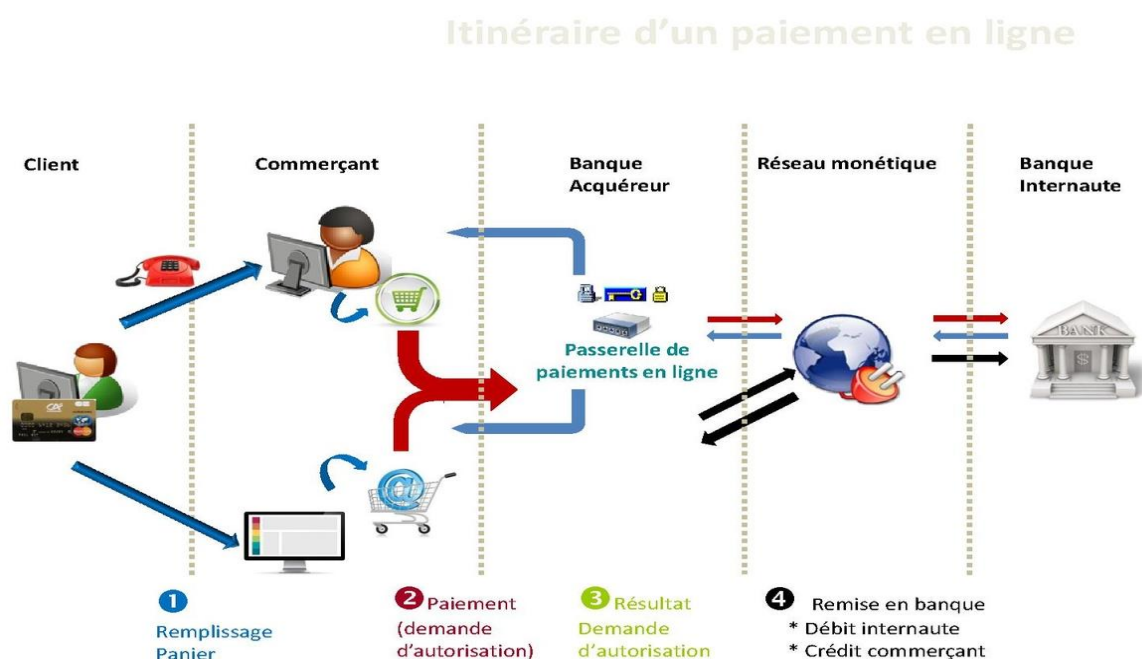 Itinéraire d'un paiement en ligne
Client
Commerçant
Banque
Acquéreur
Réseau monétique
Banque
Internaute
Passerelle de
paiements en ligne
BANK
$
CA
@
1
Remplissage
Panier
2 Paiement
(demande
d'autorisation)
3 Résultat
Demande
d'autorisation
4 Remise en banque
* Débit internaute
* Crédit commerçant